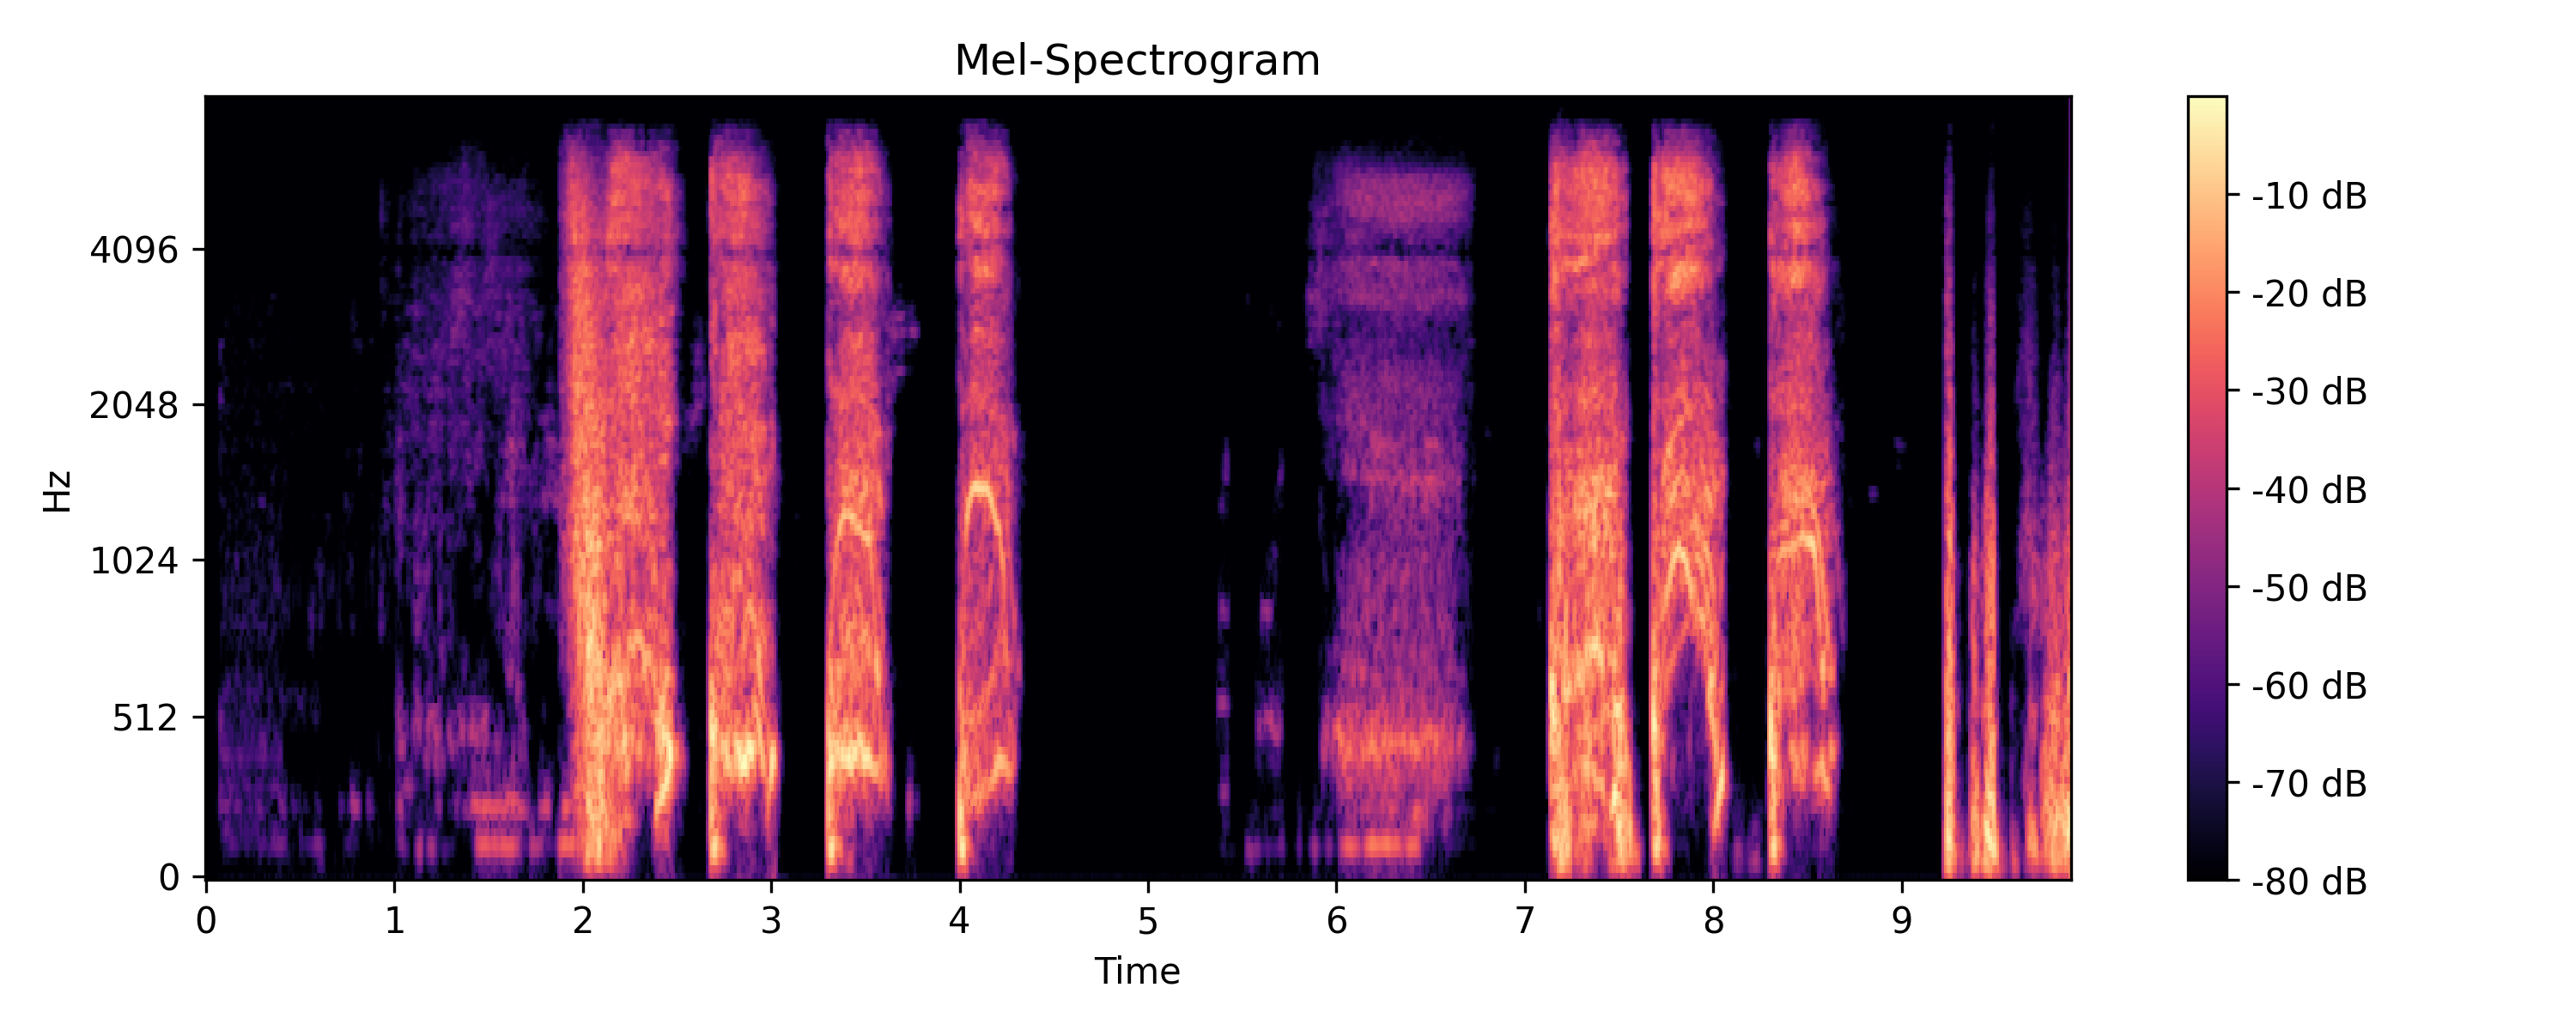 Mel-Spectrogram
Hz
4096
2048
1024
512
0
0 1 2 3 4 5 6 7 8 9
Time
-10 dB
-20 dB
-30 dB
-40 dB
-50 dB
-60 dB
-70 dB
-80 dB